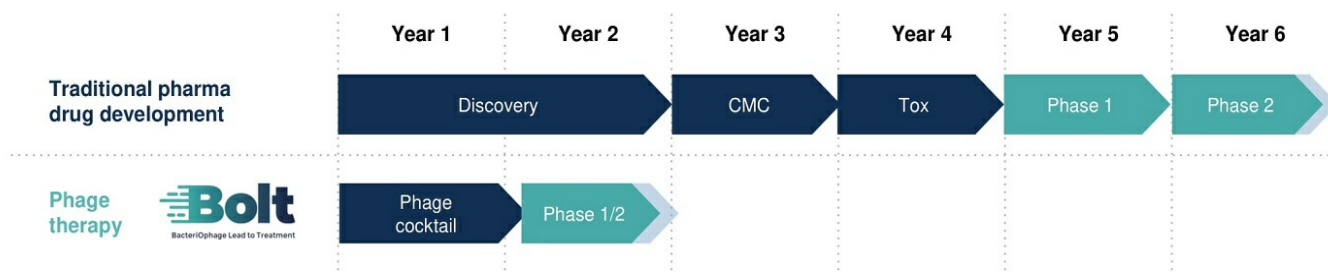 Year 1 Year 2 Year 3 Year 4 Year 5 Year 6
Traditional pharma
drug development
Discovery CMC Tox Phase 1 Phase 2
Phage
therapy
Bolt
BacteriOphage Lead to Treatment
Phage
cocktail
Phase 1/2